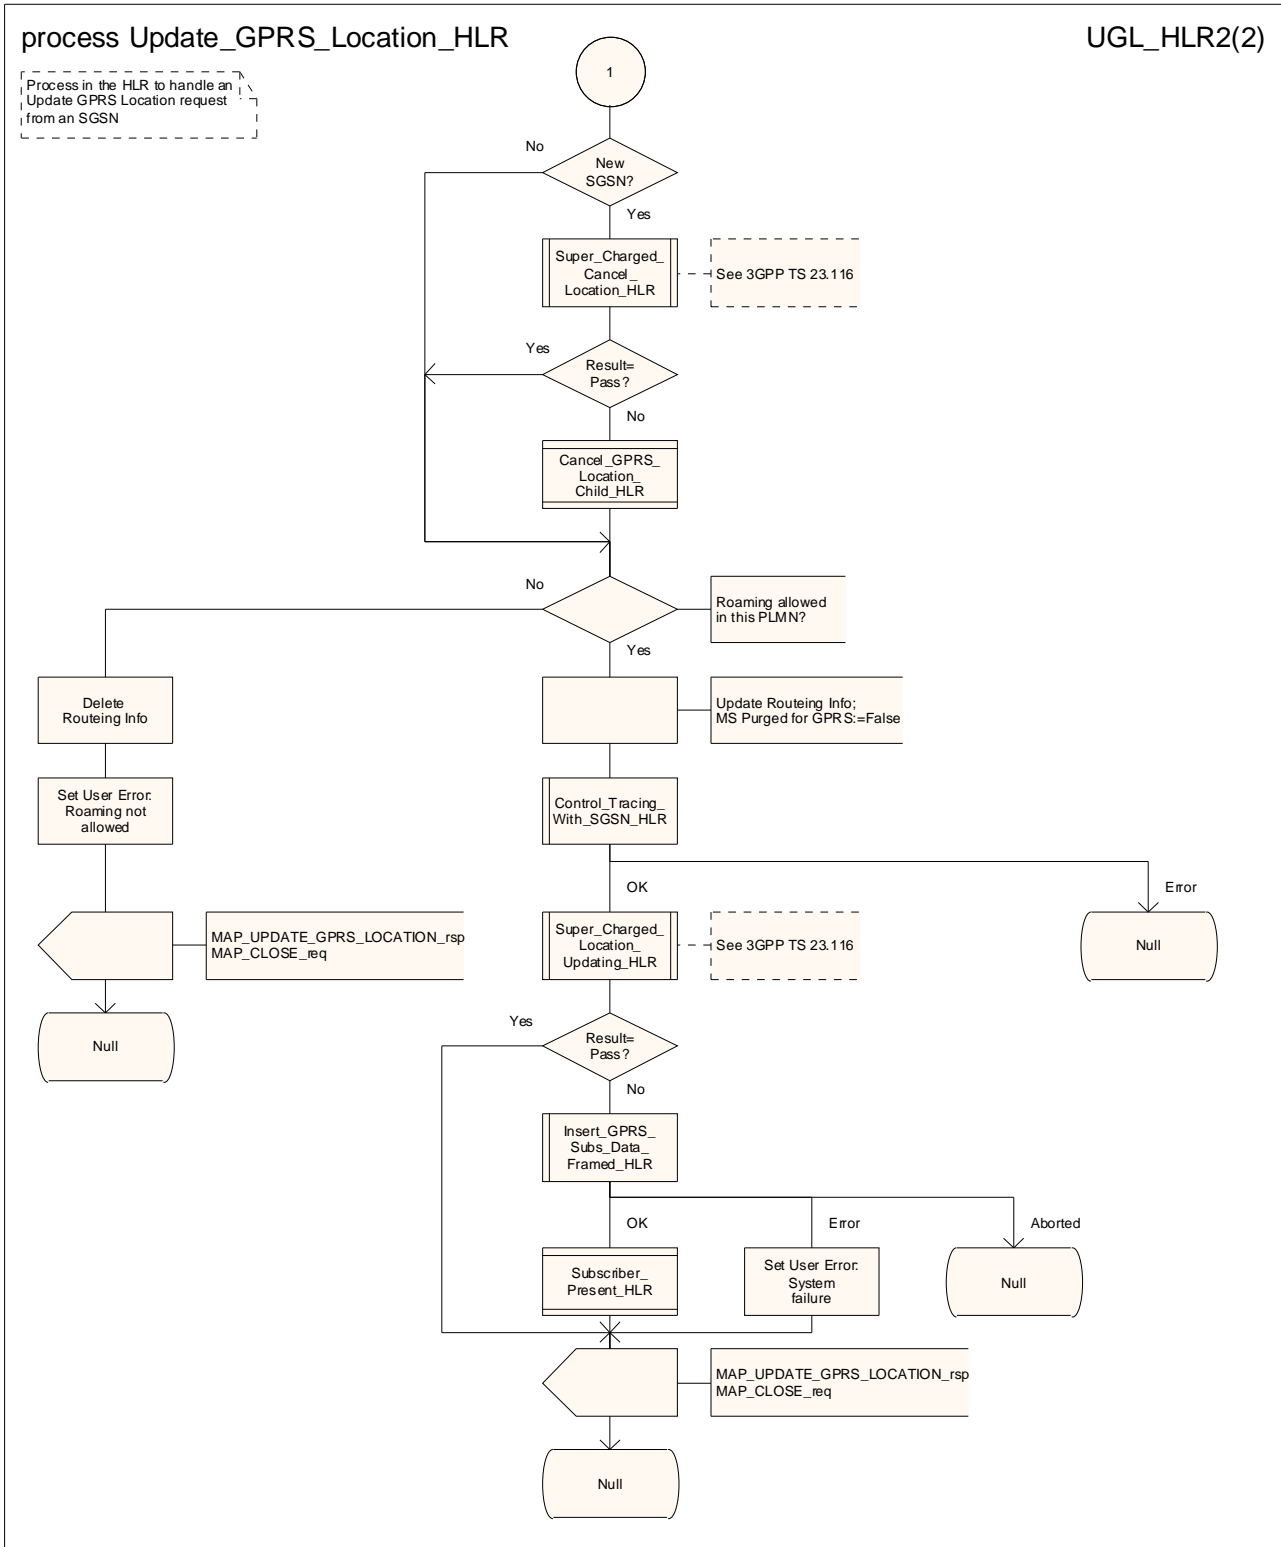 process Update_GPRS_Location_HLR
UGL_HLR2(2)
Process in the HLR to handle an
Update GPRS Location request
from an SGSN
1
No
New
SGSN?
Yes
Super_Charged_
Cancel_
Location_HLR
See 3GPP TS 23.116
Yes
Result=
Pass?
No
Cancel_GPRS_
Location_
Child_HLR
No
Roaming allowed
in this PLMN?
Yes
Delete
Routeing Info
Update Routeing Info;
MS Purged for GPRS:=False
Set User Error:
Roaming not
allowed
Control_Tracing_
With_SGSN_HLR
OK
Error
MAP_UPDATE_GPRS_LOCATION_rsp
MAP_CLOSE_req
Super_Charged_
Location_
Updating_HLR
See 3GPP TS 23.116
Null
Null
Yes
Result=
Pass?
No
Insert_GPRS_
Subs_Data_
Framed_HLR
OK
Error
Aborted
Subscriber_
Present_HLR
Set User Error:
System
failure
Null
MAP_UPDATE_GPRS_LOCATION_rsp
MAP_CLOSE_req
Null